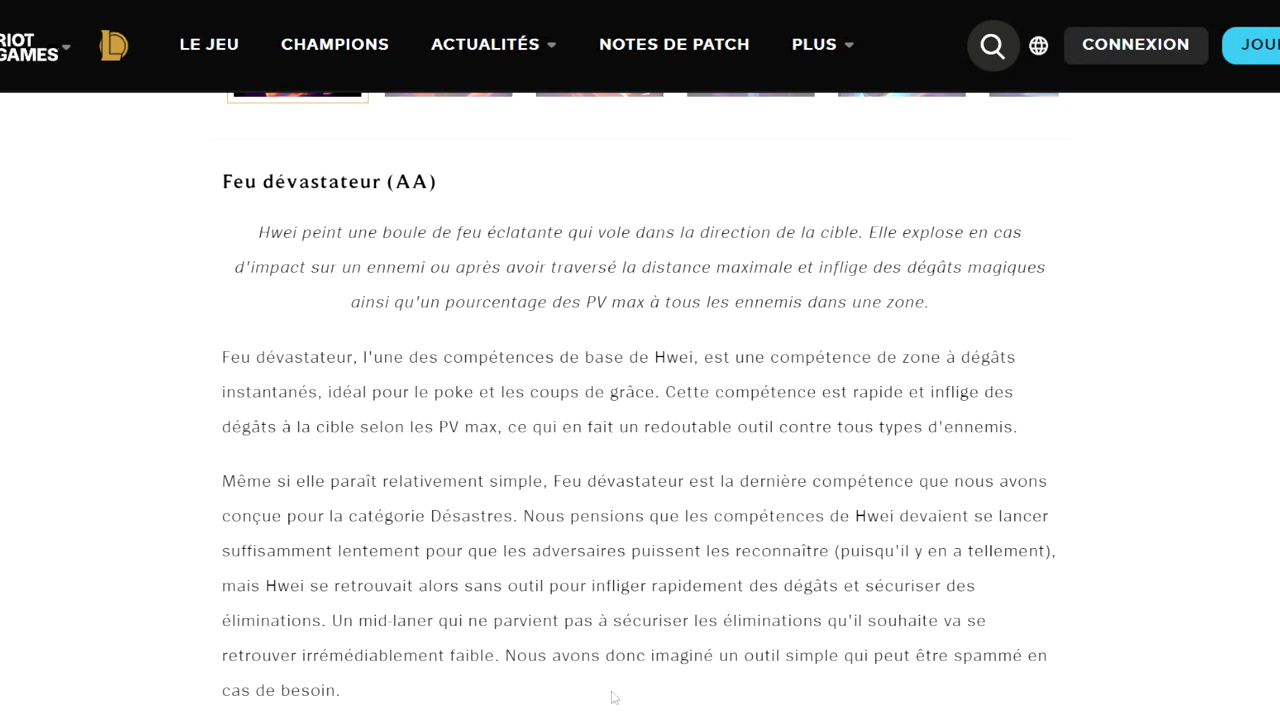 RIOT GAMES LE JEU CHAMPIONS ACTUALITÉS NOTES DE PATCH PLUS CONNEXION JOUE
Feu dévastateur (AA)
Hwei peint une boule de feu éclatante qui vole dans la direction de la cible. Elle explose en cas
d'impact sur un ennemi ou après avoir traversé la distance maximale et inflige des dégâts magiques
ainsi qu'un pourcentage des PV max à tous les ennemis dans une zone.
Feu dévastateur, l'une des compétences de base de Hwei, est une compétence de zone à dégâts
instantanés, idéal pour le poke et les coups de grâce. Cette compétence est rapide et inflige des
dégâts à la cible selon les PV max, ce qui en fait un redoutable outil contre tous types d'ennemis.
Même si elle paraît relativement simple, Feu dévastateur est la dernière compétence que nous avons
conçue pour la catégorie Désastres. Nous pensions que les compétences de Hwei devaient se lancer
suffisamment lentement pour que les adversaires puissent les reconnaître (puisqu'il y en a tellement),
mais Hwei se retrouvait alors sans outil pour infliger rapidement des dégâts et sécuriser des
éliminations. Un mid-laner qui ne parvient pas à sécuriser les éliminations qu'il souhaite va se
retrouver irrémédiablement faible. Nous avons donc imaginé un outil simple qui peut être spammé en
cas de besoin.